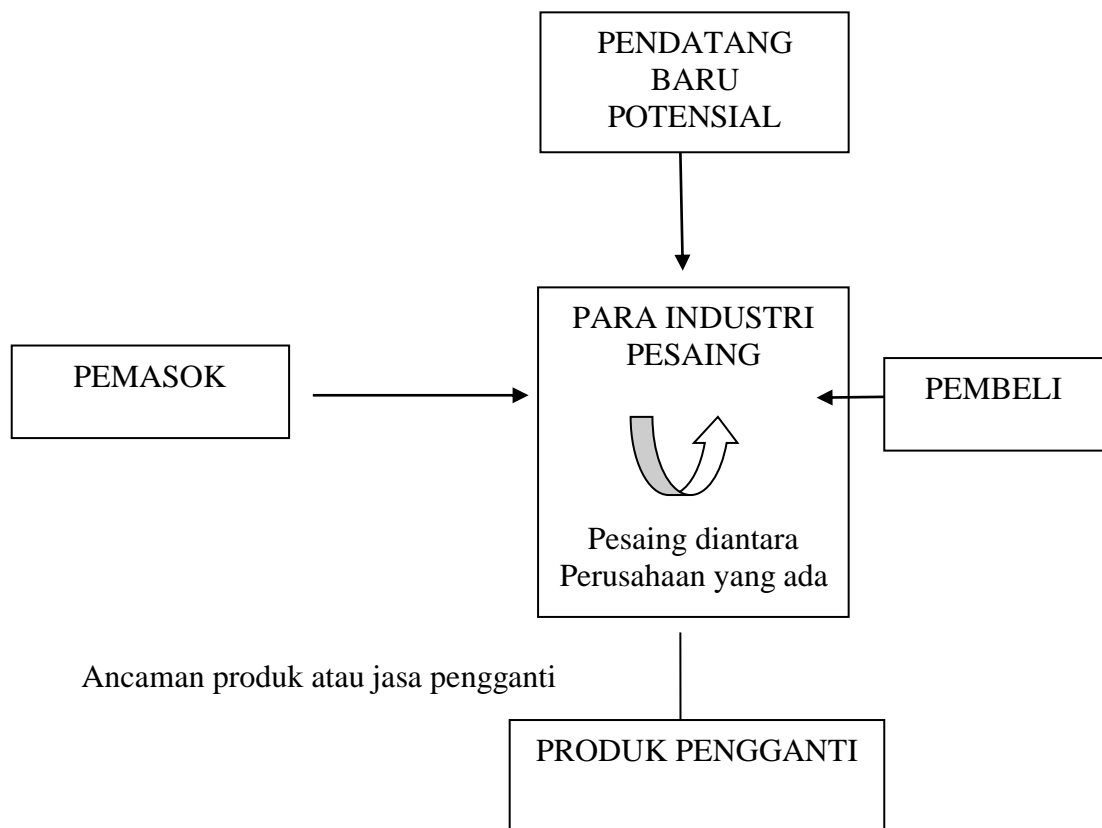 PENDATANG
BARU
POTENSIAL
PARA INDUSTRI
PESAING
PEMASOK
PEMBELI
Pesaing diantara
Perusahaan yang ada
Ancaman produk atau jasa pengganti
PRODUK PENGGANTI